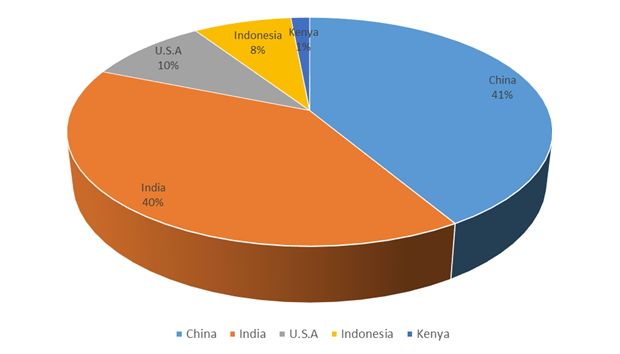 Kenya
1%
Indonesia
8%
U.S.A
10%
China
41%
India
40%
China India U.S.A Indonesia Kenya